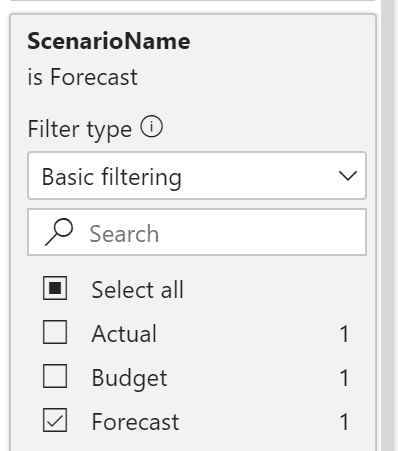 ScenarioName
is Forecast
Filter type
Basic filtering
Search
Select all
Actual 1
Budget 1
Forecast 1